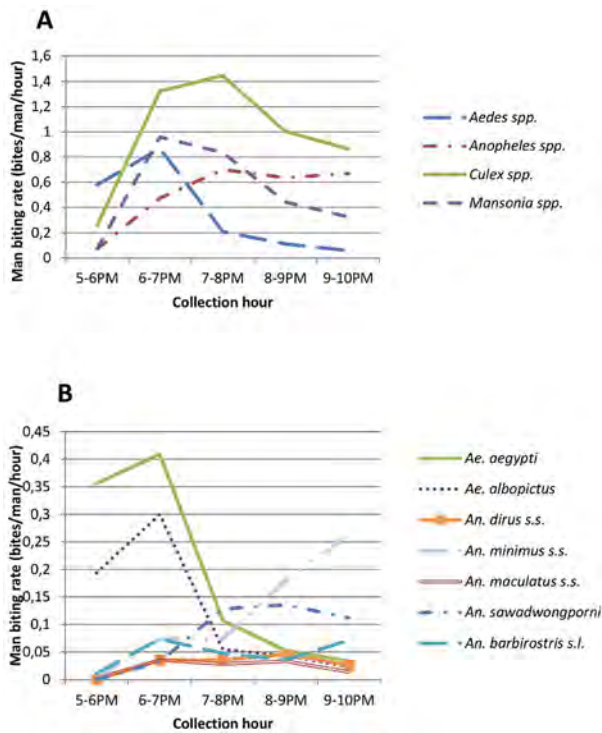 A
Man biting rate (bites/man/hour)
1,6
1,4
1,2
1
0,8
0,6
0,4
0,2
0
5-6PM 6-7PM 7-8PM 8-9PM 9-10PM
Collection hour
Aedes spp.
Anopheles spp.
Culex spp.
Mansonia spp.
B
Man biting rate (bites/man/hour)
0,45
0,4
0,35
0,3
0,25
0,2
0,15
0,1
0,05
0
5-6PM 6-7PM 7-8PM 8-9PM 9-10PM
Collection hour
Ae. aegypti
Ae. albopictus
An. dirus s.s.
An. minimus s.s.
An. maculatus s.s.
An. sawadwongporni
An. barbirostris s.l.